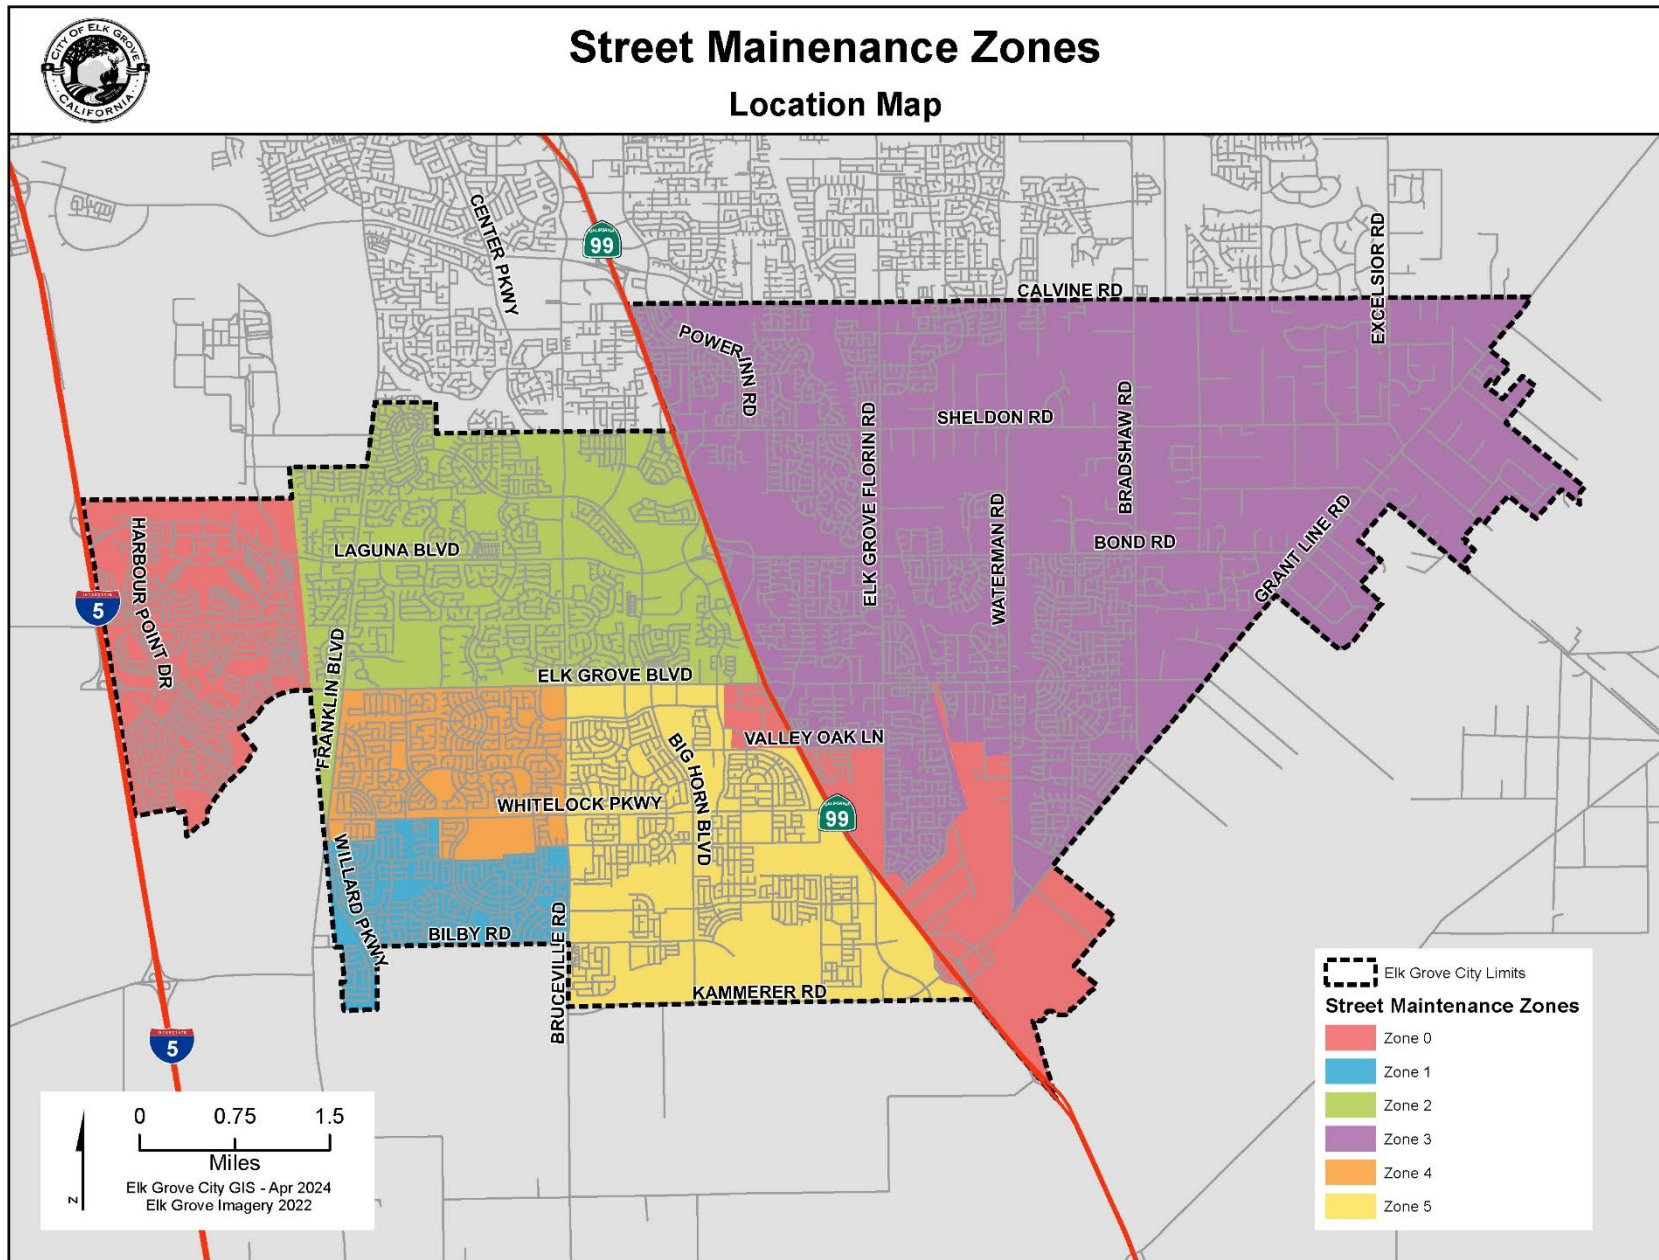 CITY OF ELK GROVE
CALIFORNIA
Street Mainenance Zones
Location Map
CENTER PKWY
CALIFORNIA
99
CALVINE RD
EXCELSIOR RD
POWER INN RD
SHELDON RD
ELK GROVE FLORIN RD
BRADSHAW RD
WATERMAN RD
BOND RD
GRANT LINE RD
HARBOUR POINT DR
LAGUNA BLVD
INTERSTATE
5
FRANKLIN BLVD
ELK GROVE BLVD
VALLEY OAK LN
BIG HORN BLVD
WHITELOCK PKWY
CALIFORNIA
99
WILLARD PKWY
BILBY RD
BRUCEVILLE RD
KAMMERER RD
INTERSTATE
5
Elk Grove City Limits
Street Maintenance Zones
Zone 0
Zone 1
Zone 2
Zone 3
Zone 4
Zone 5
0 0.75 1.5
Miles
N
Elk Grove City GIS - Apr 2024
Elk Grove Imagery 2022